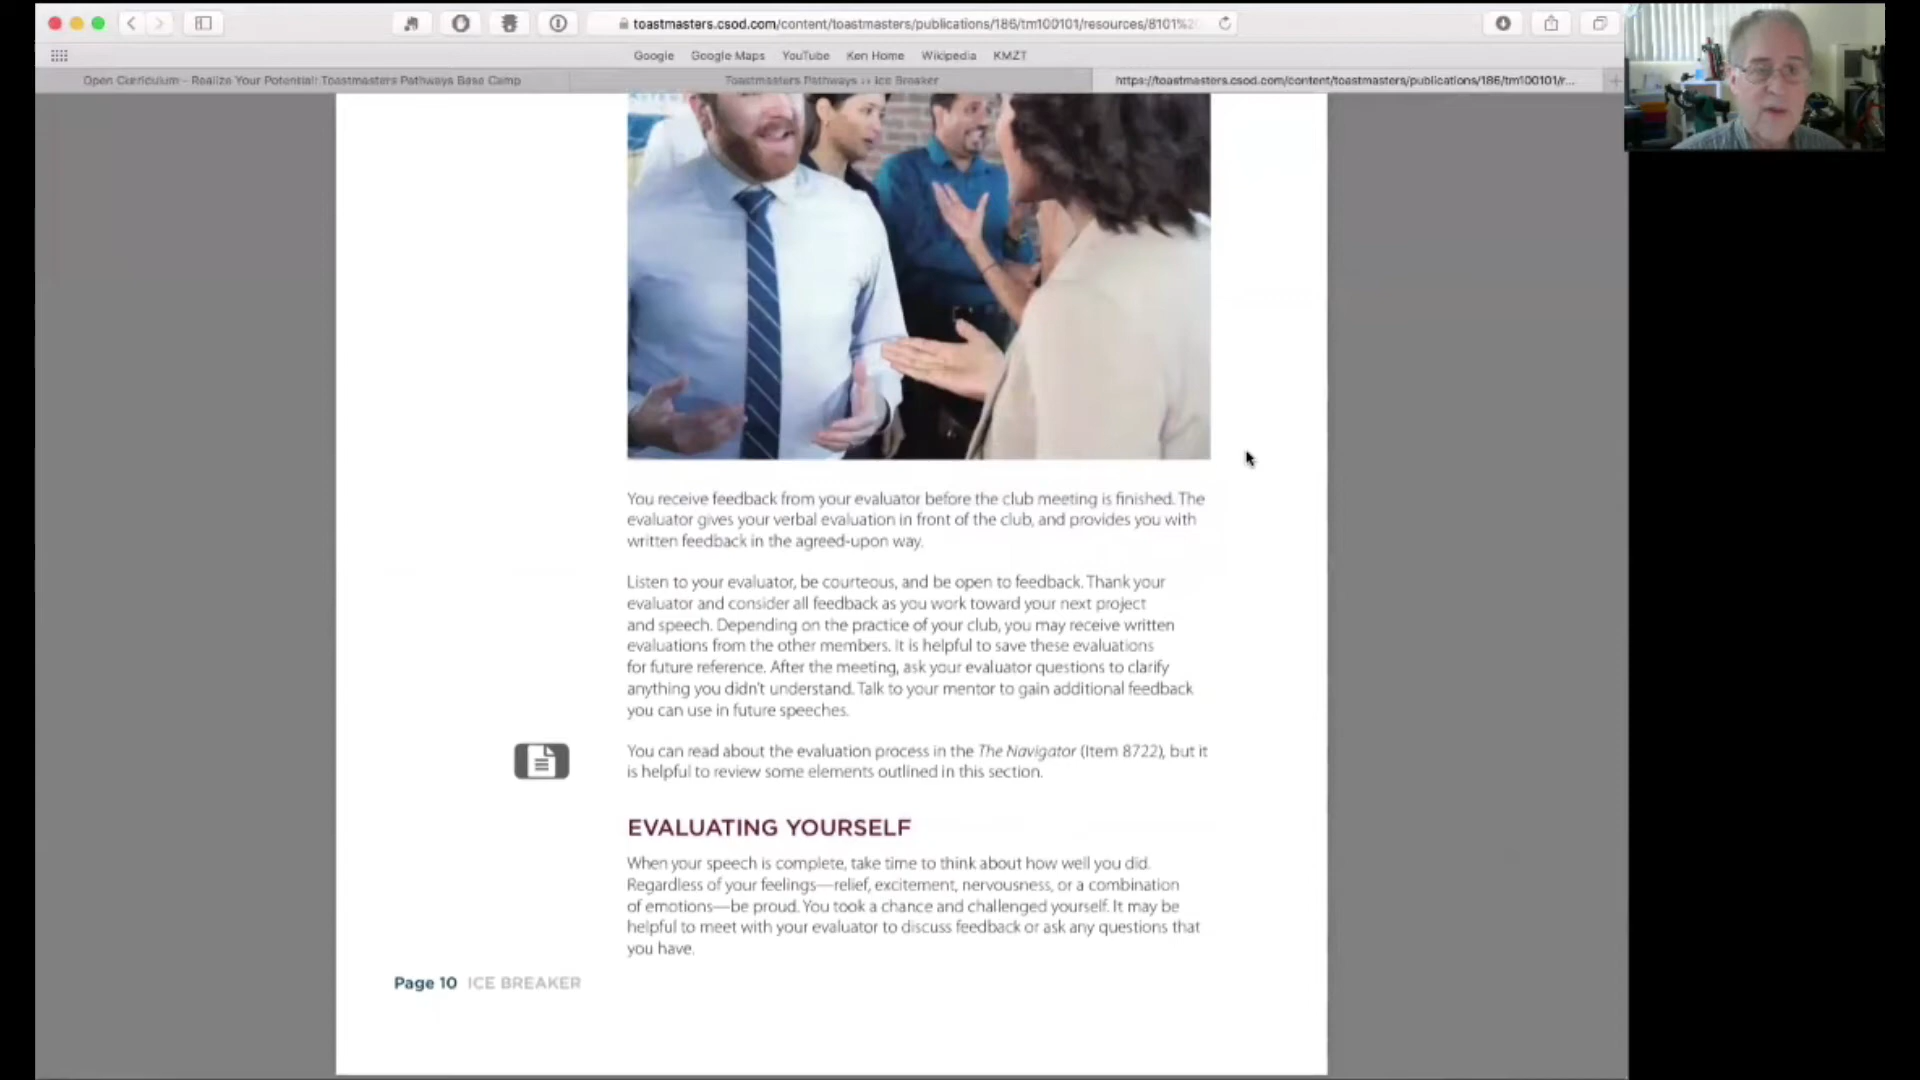 toastmasters.csod.com/content/toastmasters/publications/186/tm100101/resources/8101%20
Google Google Maps YouTube Ken Home Wikipedia KMZT
Open Curriculum - Realize Your Potential: Toastmasters Pathways Base Camp
Toastmasters Pathways :: Ice Breaker
https://toastmasters.csod.com/content/toastmasters/publications/186/tm100101/r...
You receive feedback from your evaluator before the club meeting is finished. The
evaluator gives your verbal evaluation in front of the club, and provides you with
written feedback in the agreed-upon way.
Listen to your evaluator, be courteous, and be open to feedback. Thank your
evaluator and consider all feedback as you work toward your next project
and speech. Depending on the practice of your club, you may receive written
evaluations from the other members. It is helpful to save these evaluations
for future reference. After the meeting, ask your evaluator questions to clarify
anything you didn't understand. Talk to your mentor to gain additional feedback
you can use in future speeches.
You can read about the evaluation process in the The Navigator (Item 8722), but it
is helpful to review some elements outlined in this section.
EVALUATING YOURSELF
When your speech is complete, take time to think about how well you did.
Regardless of your feelings—relief, excitement, nervousness, or a combination
of emotions—be proud. You took a chance and challenged yourself. It may be
helpful to meet with your evaluator to discuss feedback or ask any questions that
you have.
Page 10 ICE BREAKER